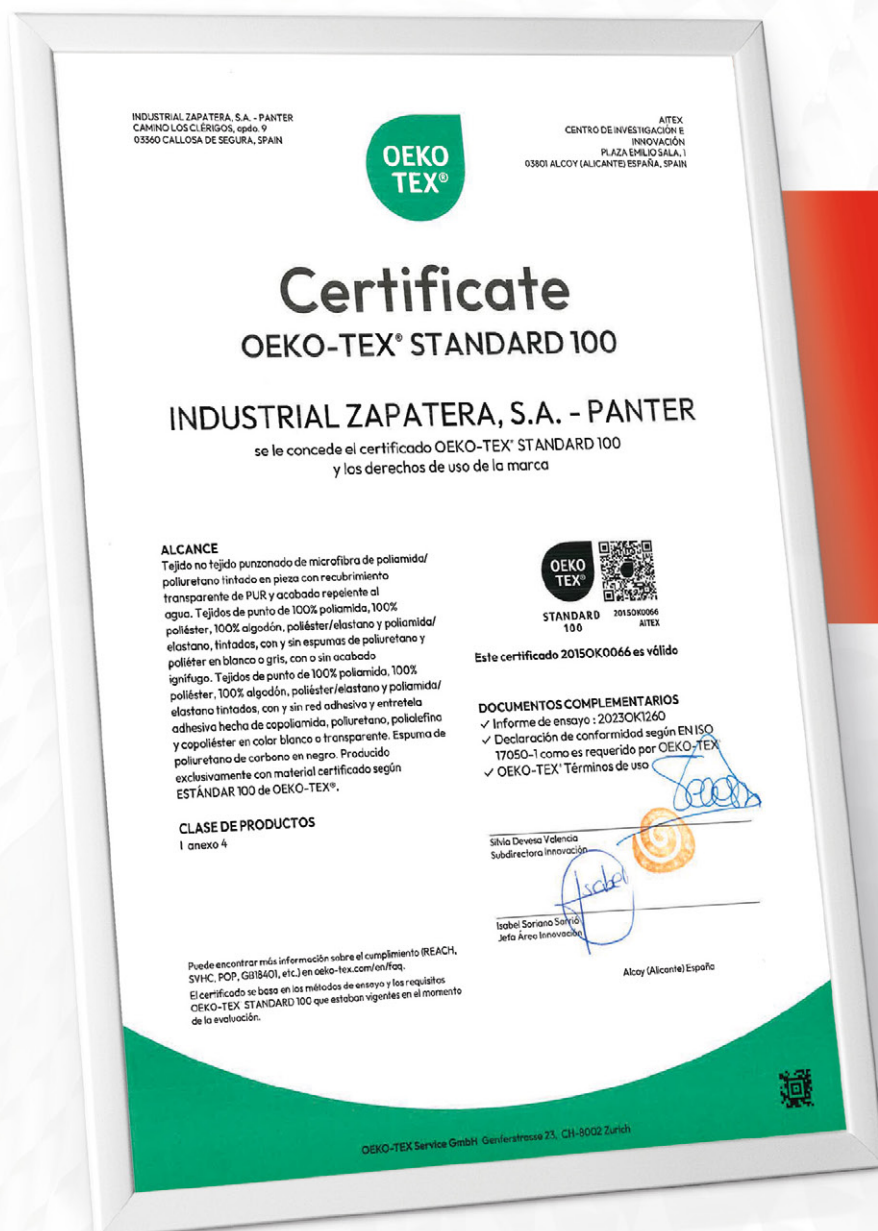 INDUSTRIAL ZAPATERA, S.A. - PANTER
CAMINO LOS CLÉRIGOS, apdo. 9
03360 CALLOSA DE SEGURA, SPAIN
OEKO
TEX®
AITEX
CENTRO DE INVESTIGACIÓN E
INNOVACIÓN
PLAZA EMILIO SALA, 1
03801 ALCOY (ALICANTE) ESPAÑA, SPAIN
Certificate
OEKO-TEX® STANDARD 100
INDUSTRIAL ZAPATERA, S.A. - PANTER
se le concede el certificado OEKO-TEX® STANDARD 100
y los derechos de uso de la marca
ALCANCE
Tejido no tejido punzonado de microfibra de poliamida/
poliuretano tintado en pieza con recubrimiento
transparente de PUR y acabado repelente al
agua. Tejidos de punto de 100% poliamida, 100%
poliéster, 100% algodón, poliéster/elastano y poliamida/
elastano, tintados, con y sin espumas de poliuretano y
poliéter en blanco o gris, con o sin acabado
ignífugo. Tejidos de punto de 100% poliamida, 100%
poliéster, 100% algodón, poliéster/elastano y poliamida/
elastano tintados, con y sin red adhesiva y entretela
adhesiva hecha de copoliamida, poliuretano, poliolefina
y copoliéster en color blanco o transparente. Espuma de
poliuretano de carbono en negro. Producido
exclusivamente con material certificado según
ESTÁNDAR 100 de OEKO-TEX®.
CLASE DE PRODUCTOS
I anexo 4
OEKO
TEX®
STANDARD
100
2015OK0066
AITEX
Este certificado 2015OK0066 es válido
DOCUMENTOS COMPLEMENTARIOS
✓ Informe de ensayo : 2023OK1260
✓ Declaración de conformidad según EN ISO
17050-1 como es requerido por OEKO-TEX
✓ OEKO-TEX® Términos de uso
Silvia Devesa Valencia
Subdirectora Innovación
Isabel
Isabel Soriano Sarrió
Jefa Área Innovación
Alcoy (Alicante) España
Puede encontrar más información sobre el cumplimiento (REACH,
SVHC, POP, GB18401, etc.) en oeko-tex.com/en/faq.
El certificado se basa en los métodos de ensayo y los requisitos
OEKO-TEX STANDARD 100 que estaban vigentes en el momento
de la evaluación.
OEKO-TEX Service GmbH Genferstrasse 23, CH-8002 Zurich